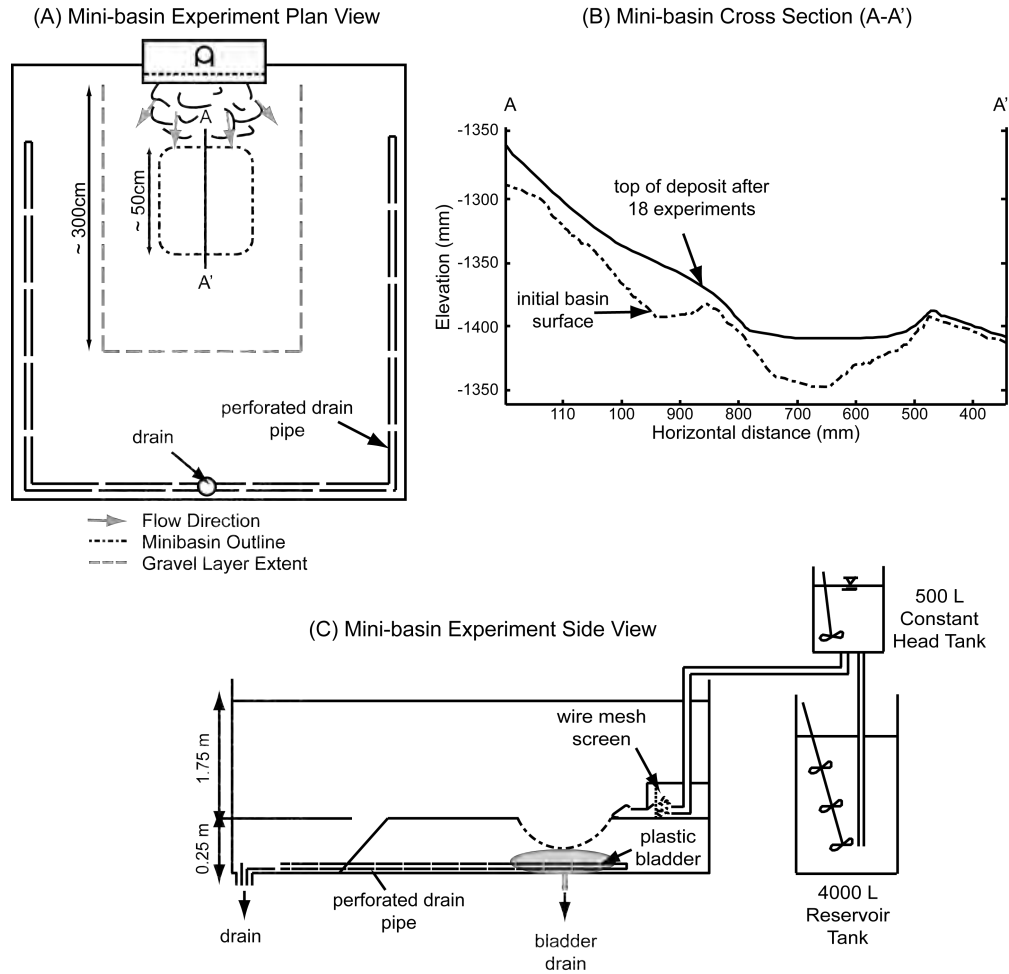 (A) Mini-basin Experiment Plan View
A
A'
~ 300cm
~ 50cm
perforated drain
pipe
drain
Flow Direction
Minibasin Outline
Gravel Layer Extent
(B) Mini-basin Cross Section (A-A')
A
A'
-1350
-1300
-1350
-1400
-1350
Elevation (mm)
top of deposit after
18 experiments
initial basin
surface
110
100
900
800
700
600
500
400
Horizontal distance (mm)
(C) Mini-basin Experiment Side View
500 L
Constant
Head Tank
wire mesh
screen
1.75 m
0.25 m
plastic
bladder
perforated drain
pipe
drain
bladder
drain
4000 L
Reservoir
Tank